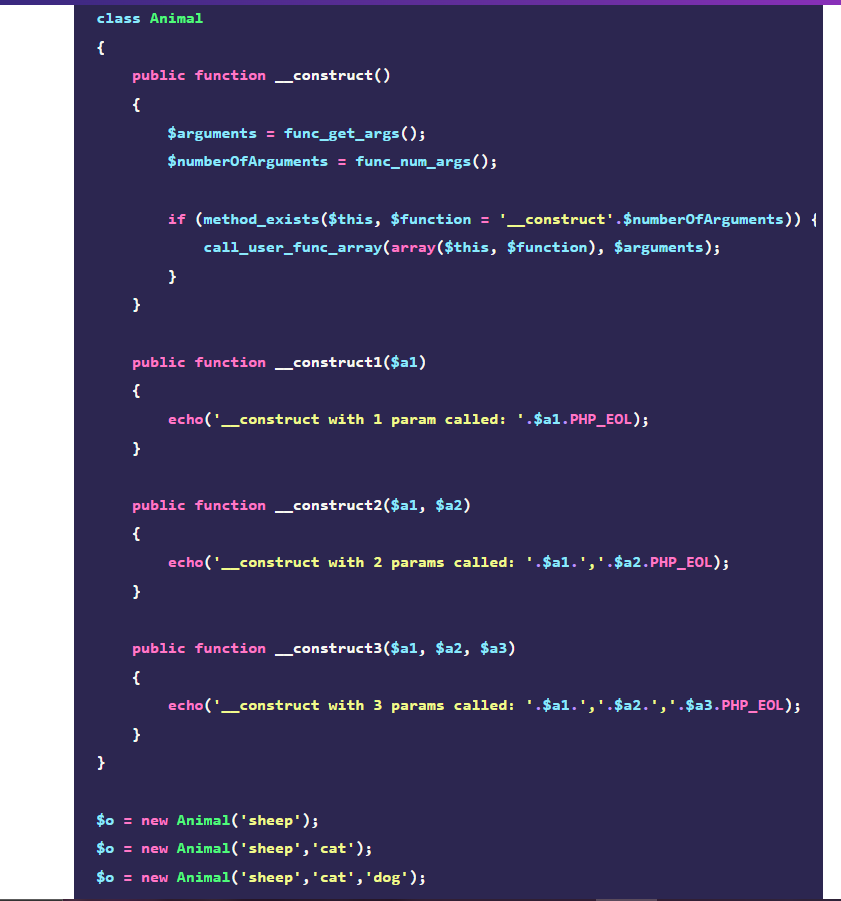 class Animal
{
    public function __construct()
    {
        $arguments = func_get_args();
        $numberOfArguments = func_num_args();

        if (method_exists($this, $function = '__construct'.$numberOfArguments)) {
            call_user_func_array(array($this, $function), $arguments);
        }
    }

    public function __construct1($a1)
    {
        echo('__construct with 1 param called: '.$a1.PHP_EOL);
    }

    public function __construct2($a1, $a2)
    {
        echo('__construct with 2 params called: '.$a1.','.$a2.PHP_EOL);
    }

    public function __construct3($a1, $a2, $a3)
    {
        echo('__construct with 3 params called: '.$a1.','.$a2.','.$a3.PHP_EOL);
    }
}

$o = new Animal('sheep');
$o = new Animal('sheep','cat');
$o = new Animal('sheep','cat','dog');